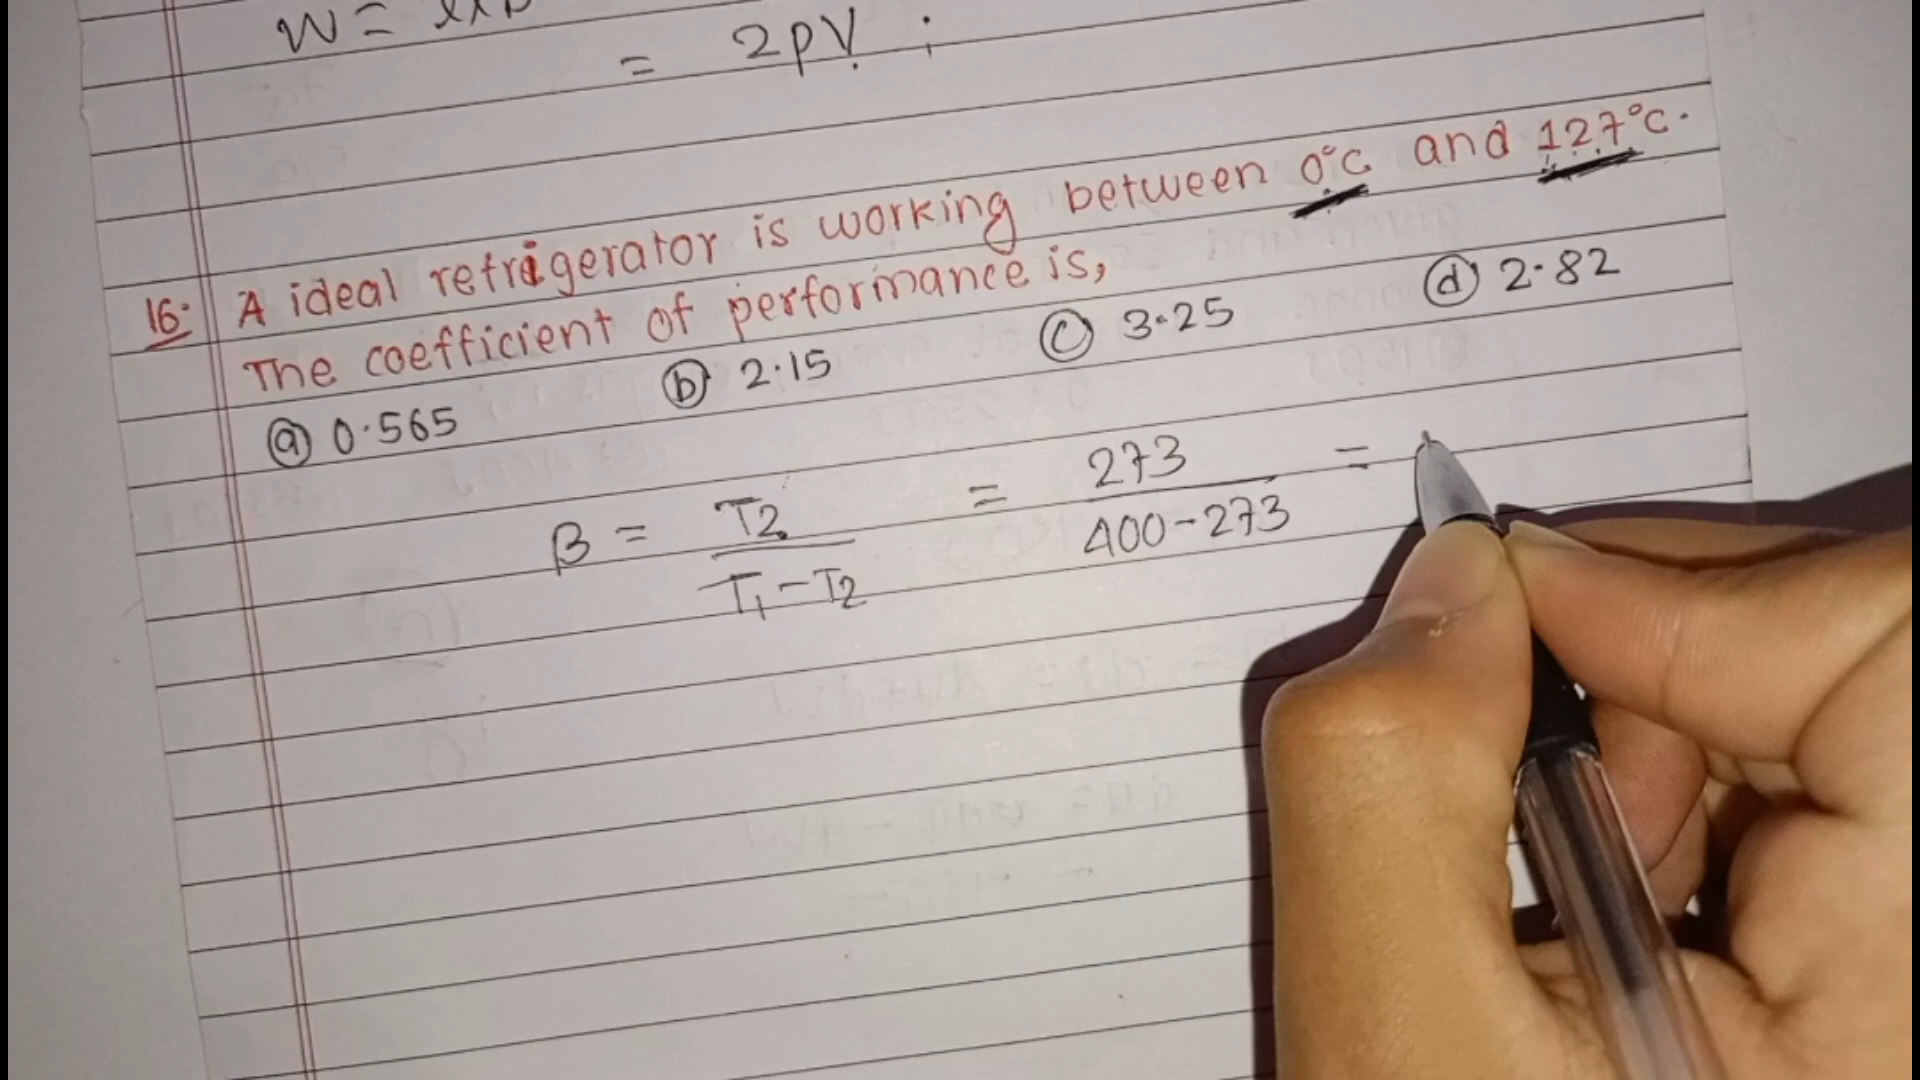 W =
= 2PV
16. A ideal refrigerator is working between 0°C and 127°C.
The coefficient of performance is,
(a) 0.565 (b) 2.15 (c) 3.25 (d) 2.82
β = T2 / T1 - T2 = 273 / 400 - 273 =